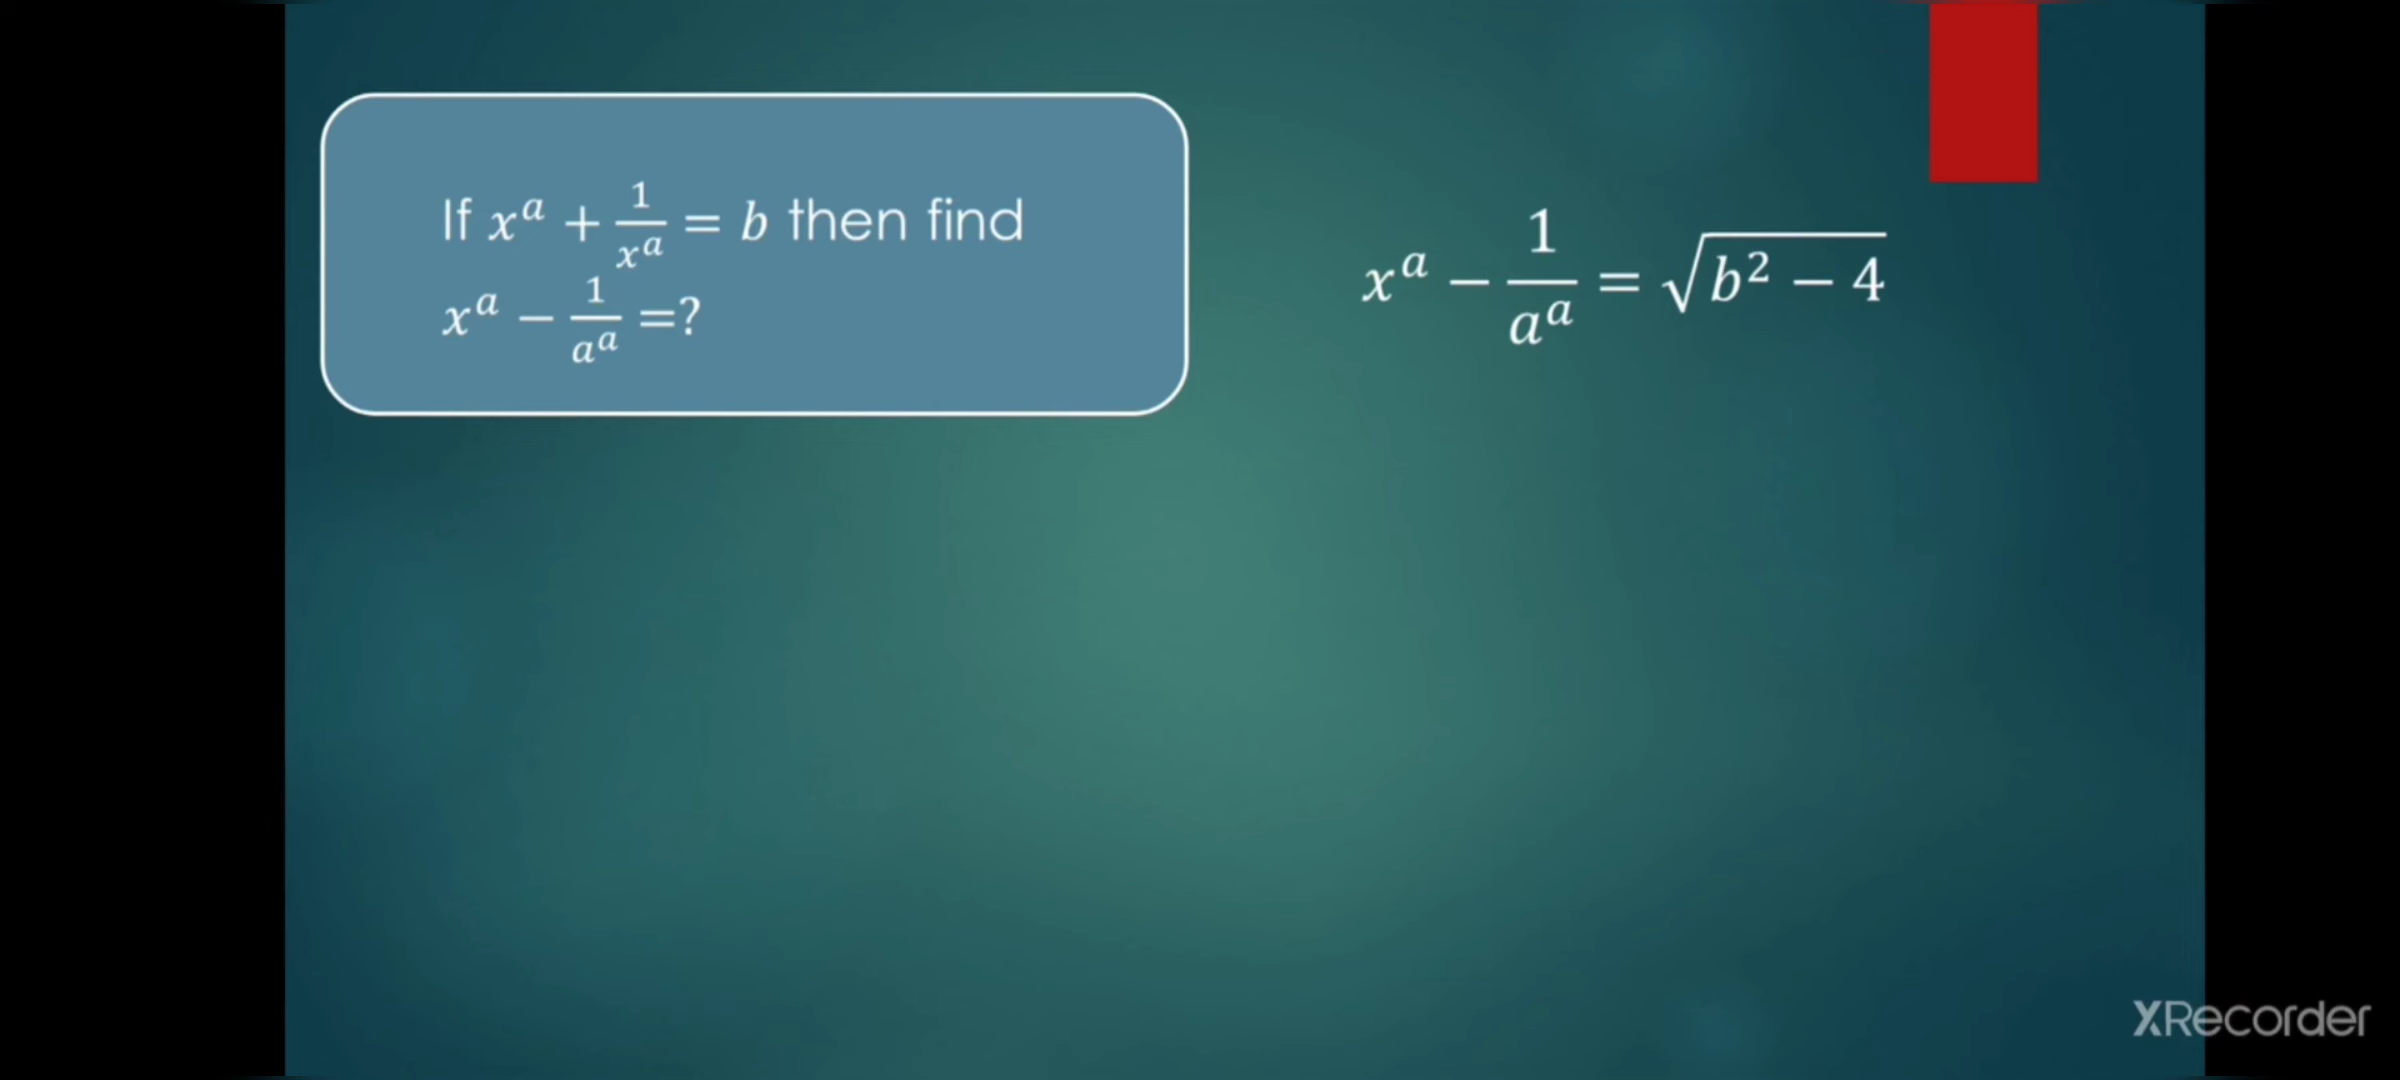 If x^a + 1/x^a = b then find
x^a − 1/a^a =?
x^a − 1/a^a = √(b² − 4)
XRecorder